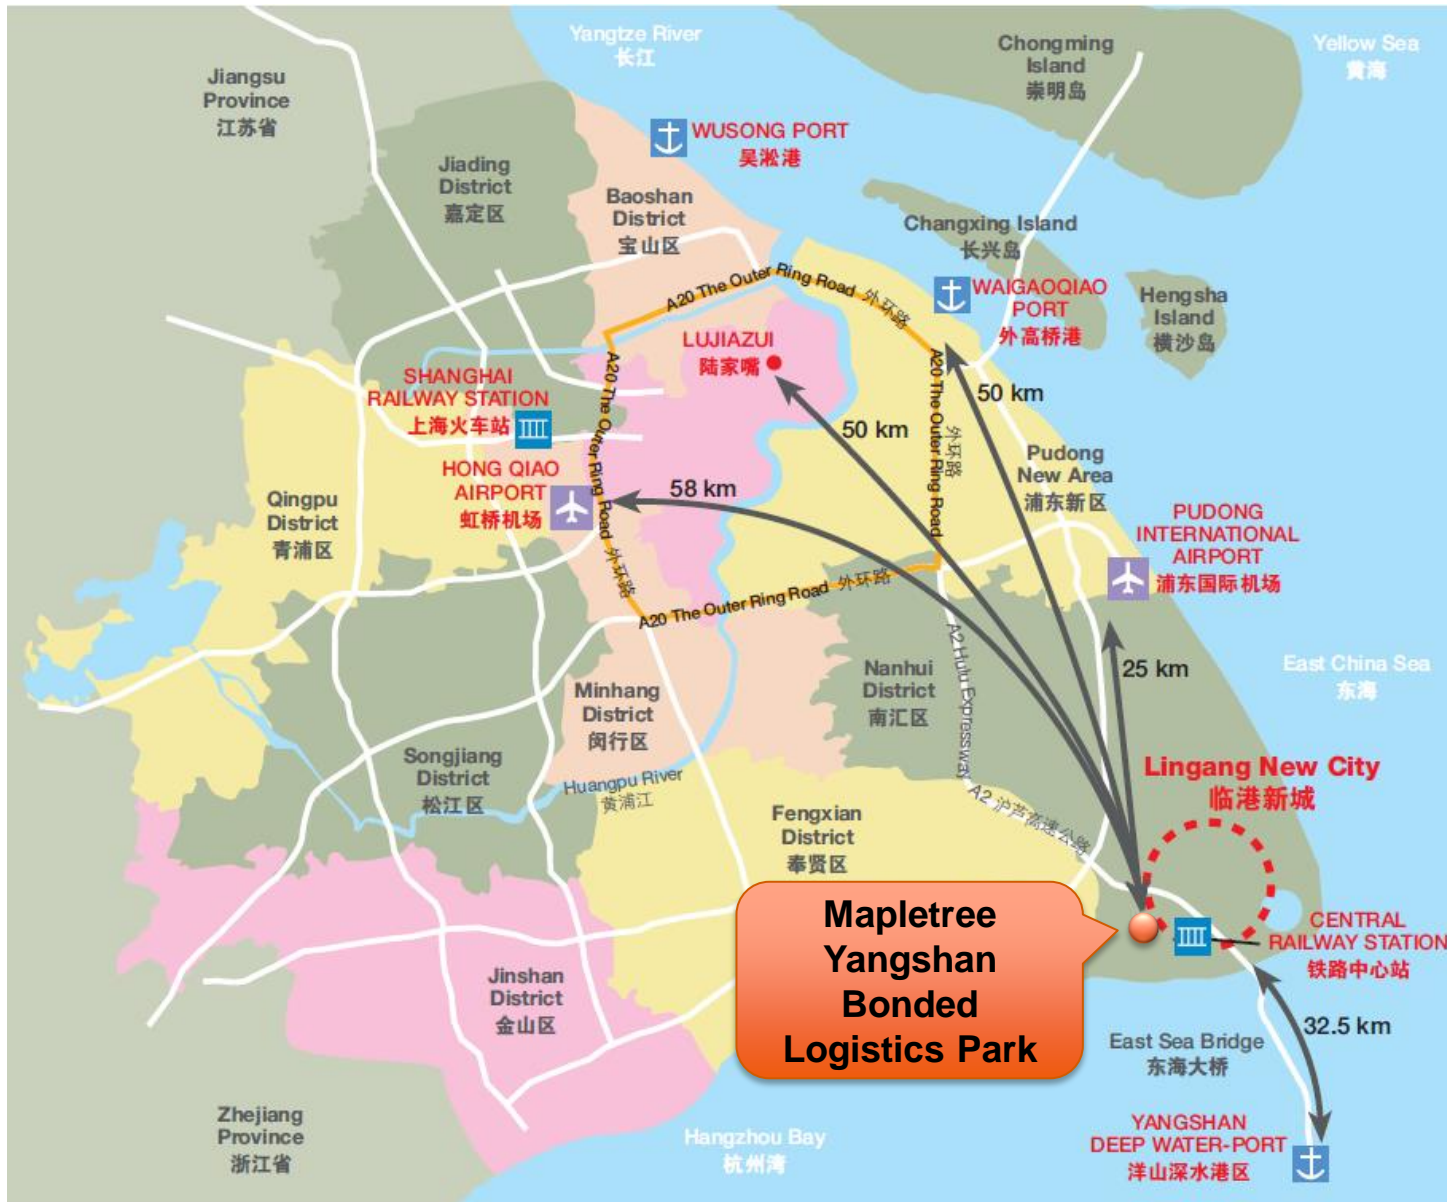 Yangtze River
长江
Chongming
Island
崇明岛
Yellow Sea
黄海
Jiangsu
Province
江苏省
WUSONG PORT
吴淞港
Jiading
District
嘉定区
Baoshan
District
宝山区
Changxing Island
长兴岛
WAIGAOQIAO
PORT
外高桥港
Hengsha
Island
横沙岛
A20 The Outer Ring Road 外环路
LUJIAZUI
陆家嘴
A20 The Outer Ring Road 外环路
A20 The Outer Ring Road 外环路
SHANGHAI
RAILWAY STATION
上海火车站
50 km
50 km
HONG QIAO
AIRPORT
虹桥机场
58 km
Pudong
New Area
浦东新区
Qingpu
District
青浦区
PUDONG
INTERNATIONAL
AIRPORT
浦东国际机场
A20 The Outer Ring Road 外环路
Nanhui
District
南汇区
A2 Hulu Expressway A2 沪芦高速公路
25 km
East China Sea
东海
Minhang
District
闵行区
Songjiang
District
松江区
Huangpu River
黄浦江
Lingang New City
临港新城
Fengxian
District
奉贤区
Mapletree
Yangshan
Bonded
Logistics Park
CENTRAL
RAILWAY STATION
铁路中心站
Jinshan
District
金山区
32.5 km
East Sea Bridge
东海大桥
Zhejiang
Province
浙江省
Hangzhou Bay
杭州湾
YANGSHAN
DEEP WATER-PORT
洋山深水港区